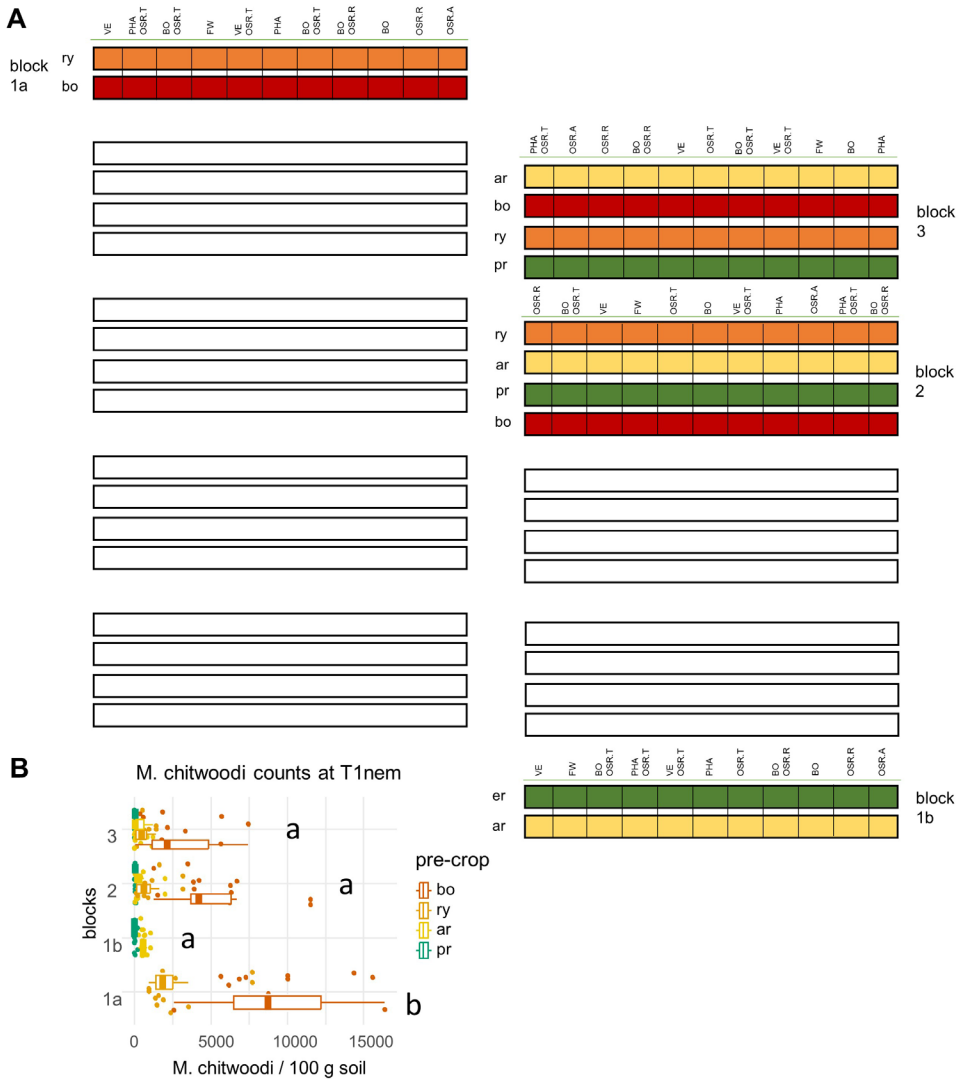 A
VE
PHA
OSR.T
BO
OSR.T
FW
VE
OSR.T
PHA
BO
OSR.T
BO
OSR.R
BO
OSR.R
OSR.A
block
1a
ry
bo
PHA
OSR.T
OSR.A
OSR.R
BO
OSR.R
VE
OSR.T
BO
OSR.T
VE
OSR.T
FW
BO
PHA
ar
bo
ry
pr
block
3
OSR.R
BO
OSR.T
VE
FW
OSR.T
BO
VE
OSR.T
PHA
OSR.A
PHA
OSR.T
BO
OSR.R
ry
ar
pr
bo
block
2
VE
FW
BO
OSR.T
PHA
OSR.T
VE
OSR.T
PHA
OSR.T
BO
OSR.R
BO
OSR.R
OSR.A
er
ar
block
1b
B
M. chitwoodi counts at T1nem
blocks
3
a
2
a
1b
a
1a
b
0 5000 10000 15000
M. chitwoodi / 100 g soil
pre-crop
bo
ry
ar
pr